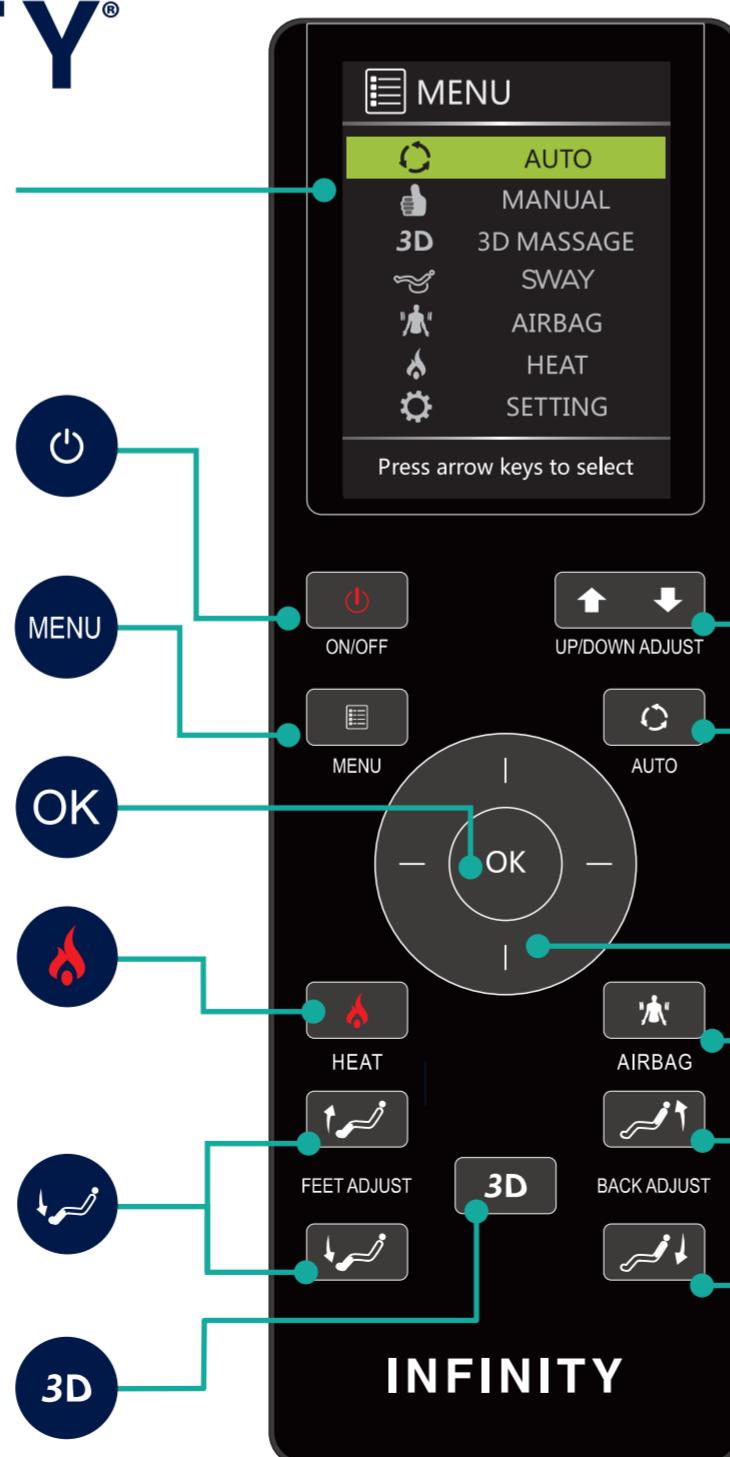 TY®
MENU
AUTO
MANUAL
3D 3D MASSAGE
SWAY
AIRBAG
HEAT
SETTING
Press arrow keys to select
ON/OFF
UP/DOWN ADJUST
MENU
MENU
AUTO
OK
OK
HEAT
AIRBAG
FEET ADJUST
3D
BACK ADJUST
3D
INFINITY